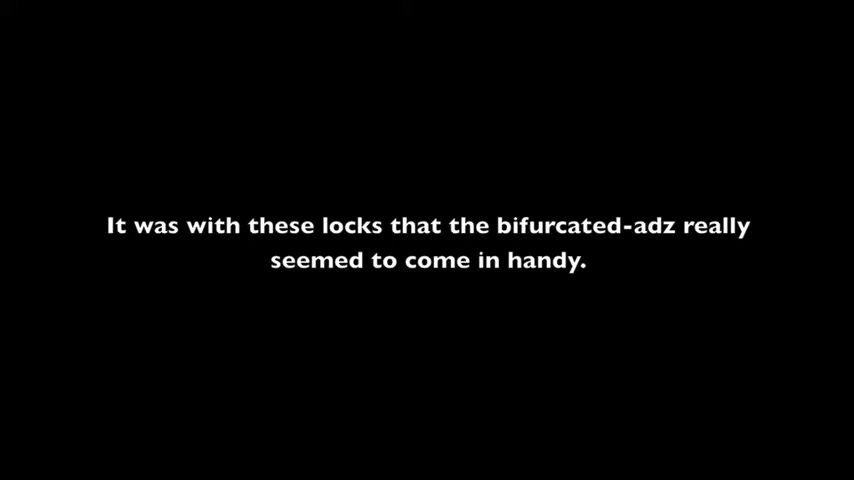 It was with these locks that the bifurcated-adz really
seemed to come in handy.